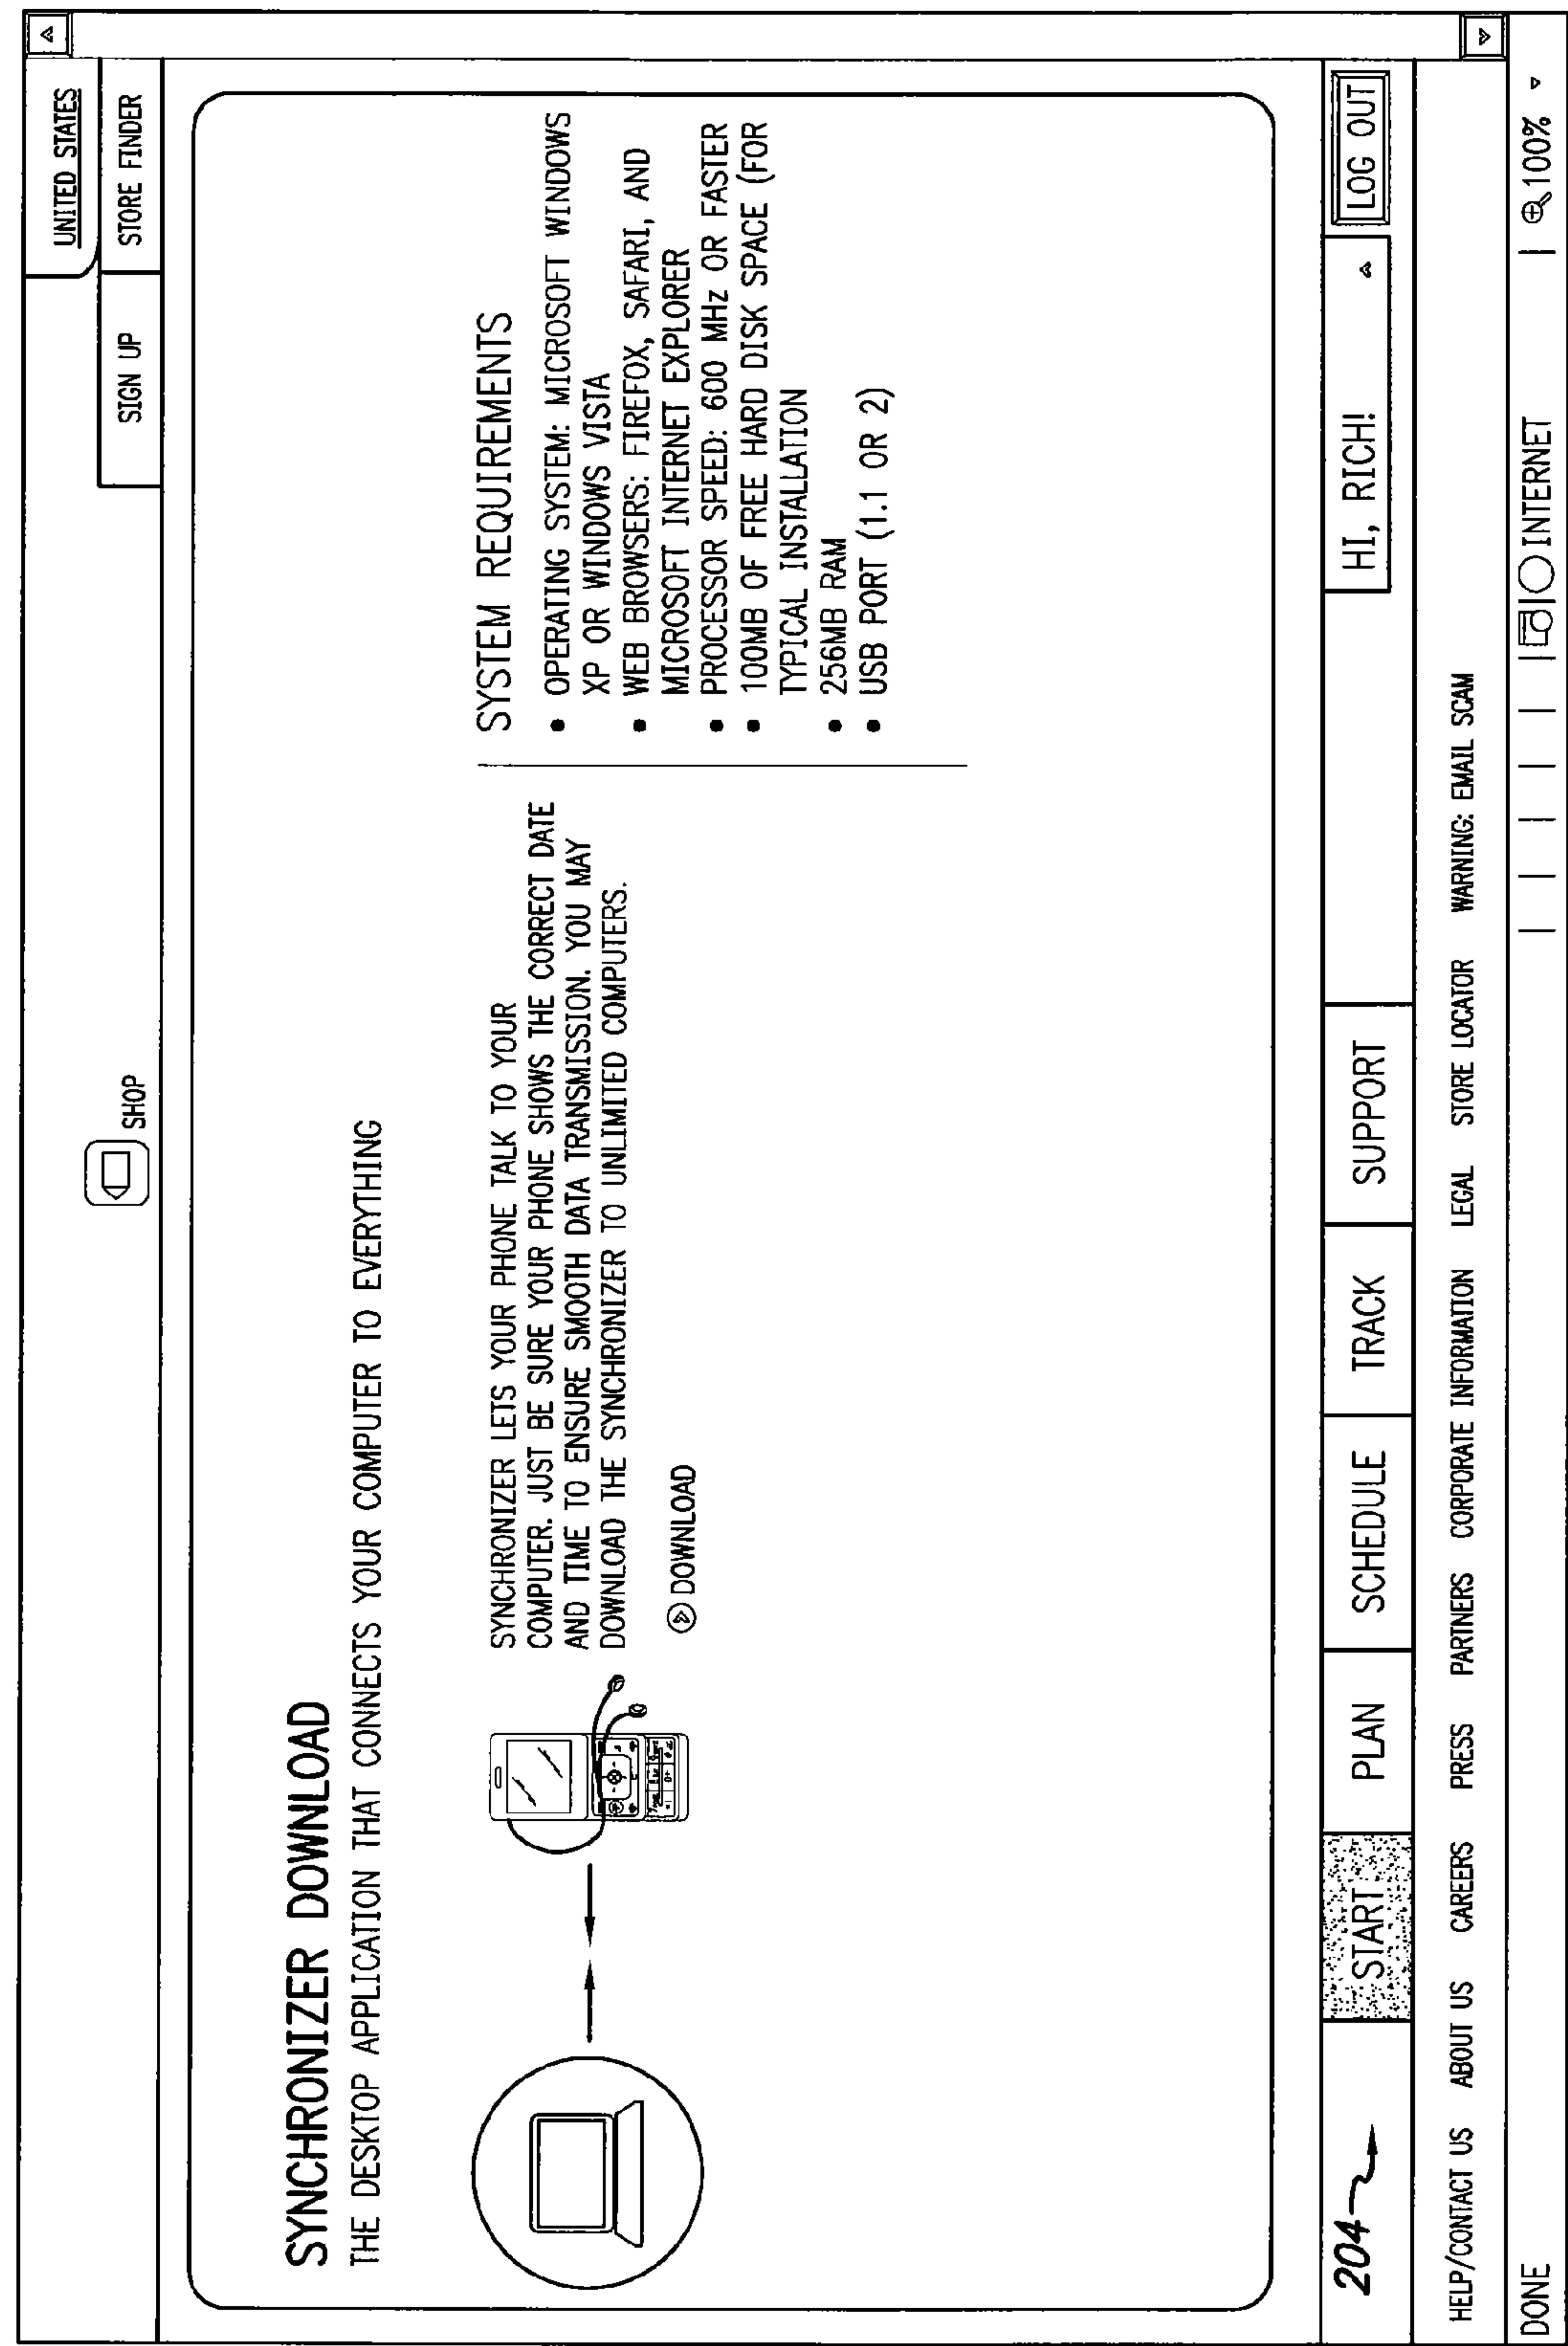 UNITED STATES
SHOP
SIGN UP
STORE FINDER
SYNCHRONIZER DOWNLOAD
THE DESKTOP APPLICATION THAT CONNECTS YOUR COMPUTER TO EVERYTHING
SYNCHRONIZER LETS YOUR PHONE TALK TO YOUR
COMPUTER. JUST BE SURE YOUR PHONE SHOWS THE CORRECT DATE
AND TIME TO ENSURE SMOOTH DATA TRANSMISSION. YOU MAY
DOWNLOAD THE SYNCHRONIZER TO UNLIMITED COMPUTERS.
DOWNLOAD
SYSTEM REQUIREMENTS
• OPERATING SYSTEM: MICROSOFT WINDOWS
XP OR WINDOWS VISTA
• WEB BROWSERS: FIREFOX, SAFARI, AND
MICROSOFT INTERNET EXPLORER
• PROCESSOR SPEED: 600 MHz OR FASTER
• 100MB OF FREE HARD DISK SPACE (FOR
TYPICAL INSTALLATION
• 256MB RAM
• USB PORT (1.1 OR 2)
204
START
PLAN
SCHEDULE
TRACK
SUPPORT
HI, RICH!
LOG OUT
HELP/CONTACT US ABOUT US CAREERS PRESS PARTNERS CORPORATE INFORMATION LEGAL STORE LOCATOR WARNING: EMAIL SCAM
DONE
INTERNET
100%